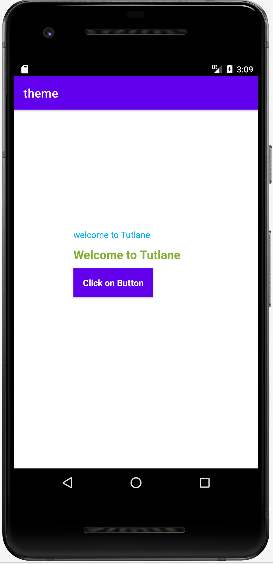 3:09
theme
welcome to Tutlane
Welcome to Tutlane
Click on Button